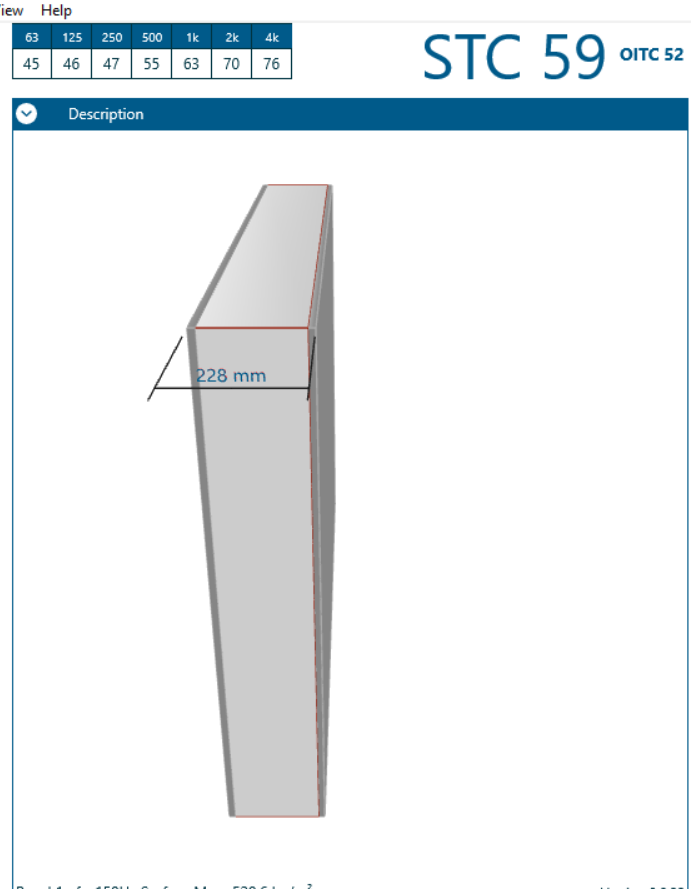 View Help
63 125 250 500 1k 2k 4k
45 46 47 55 63 70 76
STC 59 OITC 52
Description
228 mm